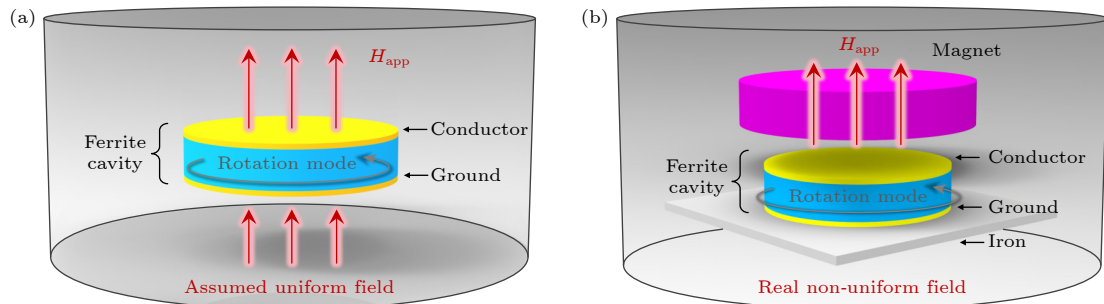 (a)
H_app
Ferrite
cavity
Conductor
Rotation mode
Ground
Assumed uniform field
(b)
H_app
Magnet
Ferrite
cavity
Conductor
Rotation mode
Ground
Iron
Real non-uniform field